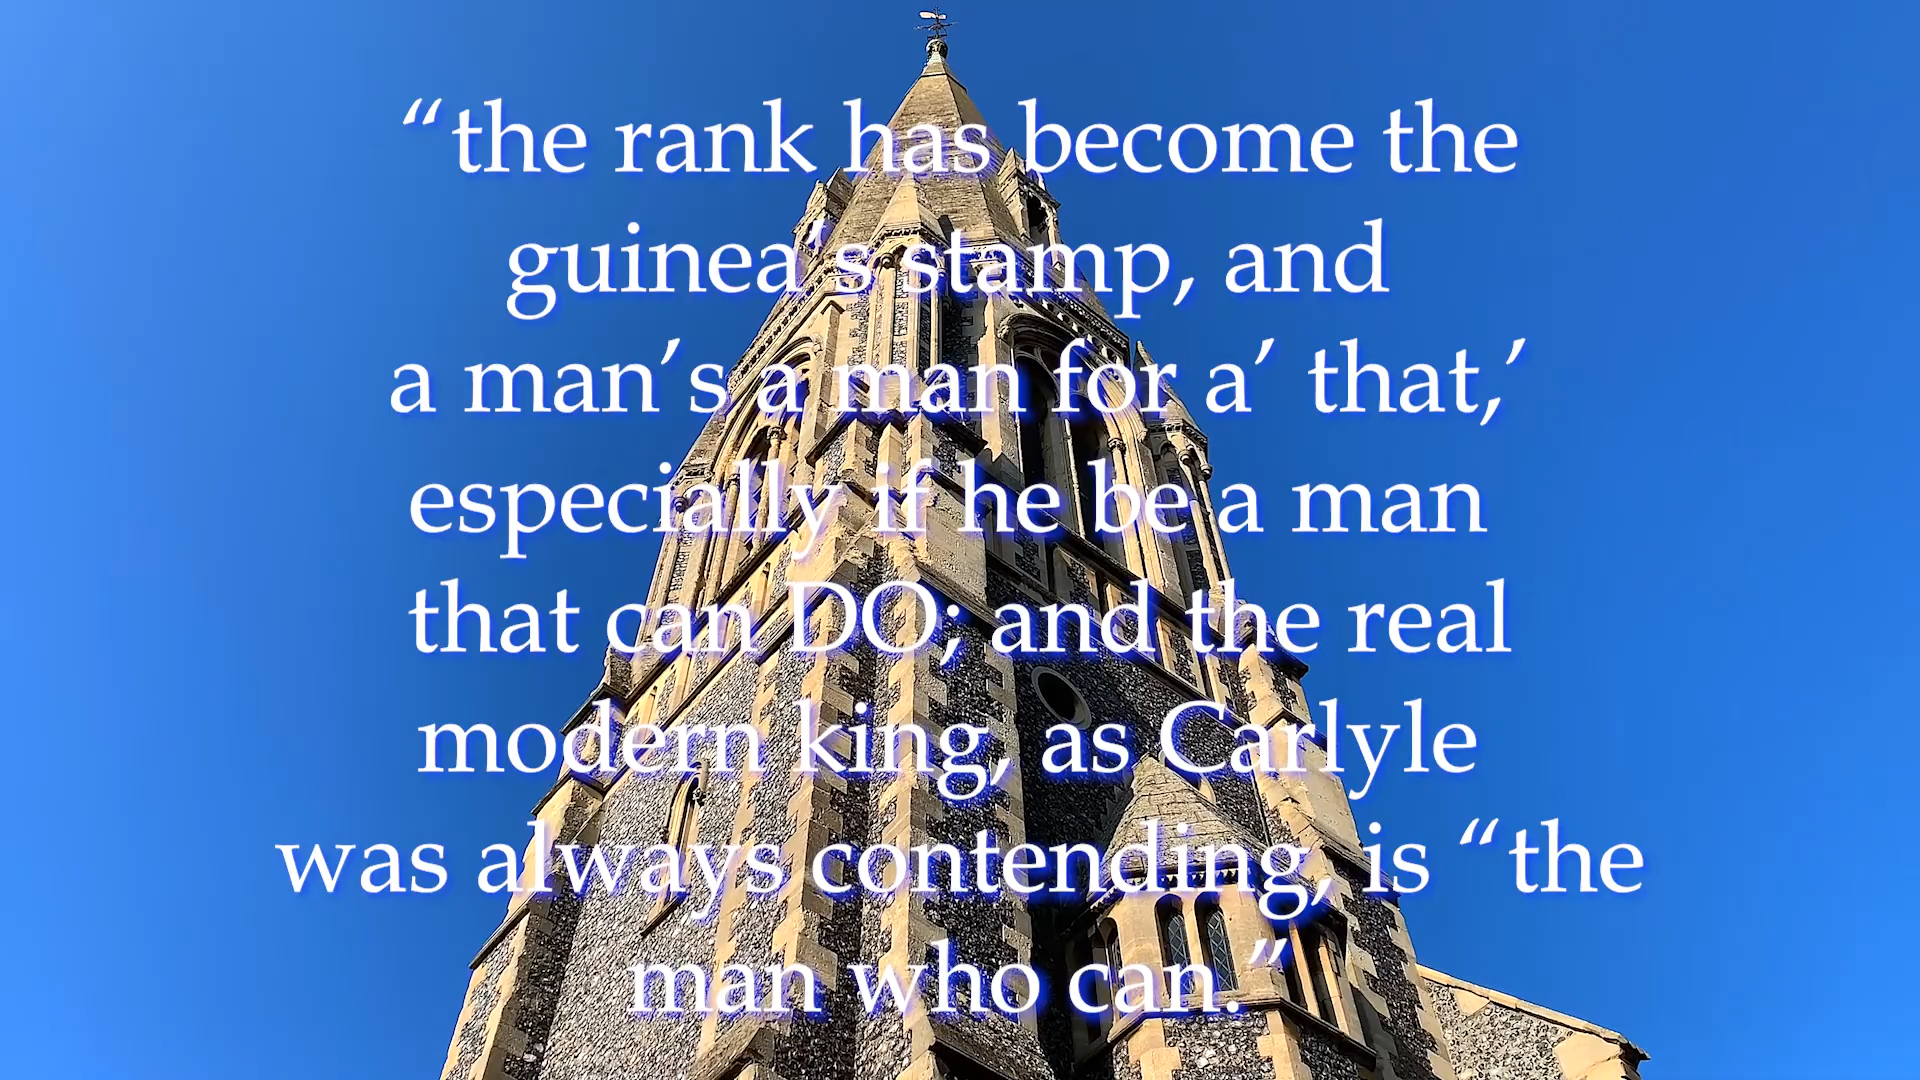 “the rank has become the
guinea’s stamp, and
a man’s a man for a’ that,’
especially if he be a man
that can DO; and the real
modern king, as Carlyle
was always contending, is “the
man who can.”